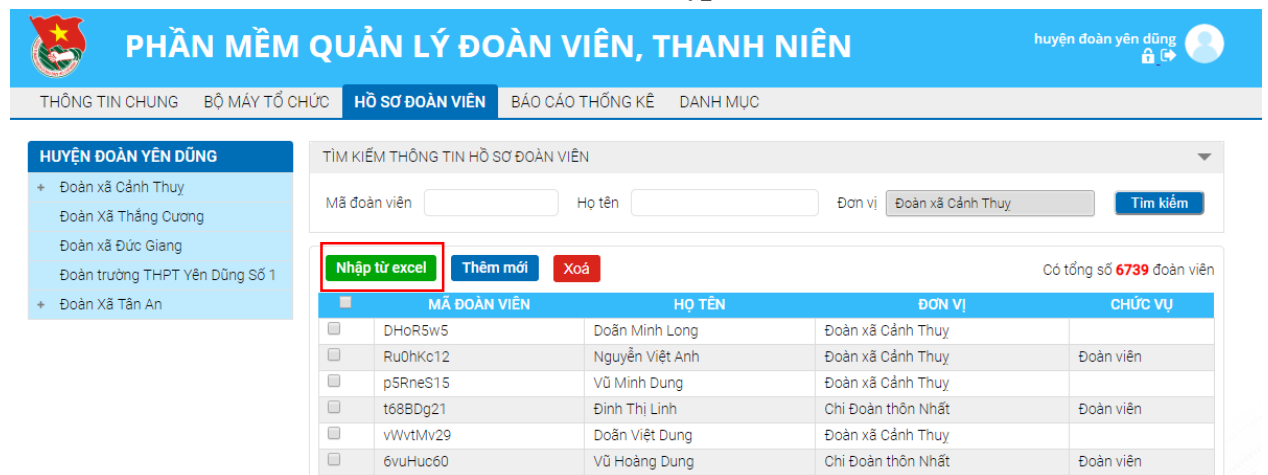 PHẦN MỀM QUẢN LÝ ĐOÀN VIÊN, THANH NIÊN
huyện đoàn yên dũng
THÔNG TIN CHUNG BỘ MÁY TỔ CHỨC HỒ SƠ ĐOÀN VIÊN BÁO CÁO THỐNG KÊ DANH MỤC
HUYỆN ĐOÀN YÊN DŨNG
+ Đoàn xã Cảnh Thuỵ
Đoàn Xã Thắng Cương
Đoàn xã Đức Giang
Đoàn trường THPT Yên Dũng Số 1
+ Đoàn Xã Tân An
TÌM KIẾM THÔNG TIN HỒ SƠ ĐOÀN VIÊN
Mã đoàn viên Họ tên Đơn vị Đoàn xã Cảnh Thuỵ Tìm kiếm
Nhập từ excel Thêm mới Xoá Có tổng số 6739 đoàn viên
MÃ ĐOÀN VIÊN HỌ TÊN ĐƠN VỊ CHỨC VỤ
DHoR5w5 Doãn Minh Long Đoàn xã Cảnh Thuỵ
Ru0hKc12 Nguyễn Việt Anh Đoàn xã Cảnh Thuỵ Đoàn viên
p5RneS15 Vũ Minh Dung Đoàn xã Cảnh Thuỵ
t68BDg21 Đinh Thị Linh Chi Đoàn thôn Nhất Đoàn viên
vWvtMv29 Doãn Việt Dung Đoàn xã Cảnh Thuỵ
6vuHuc60 Vũ Hoàng Dung Chi Đoàn thôn Nhất Đoàn viên